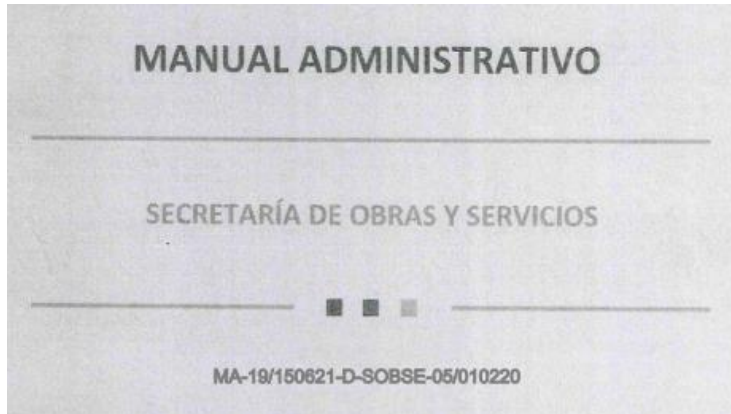 MANUAL ADMINISTRATIVO
SECRETARÍA DE OBRAS Y SERVICIOS
MA-19/150621-D-SOBSE-05/010220